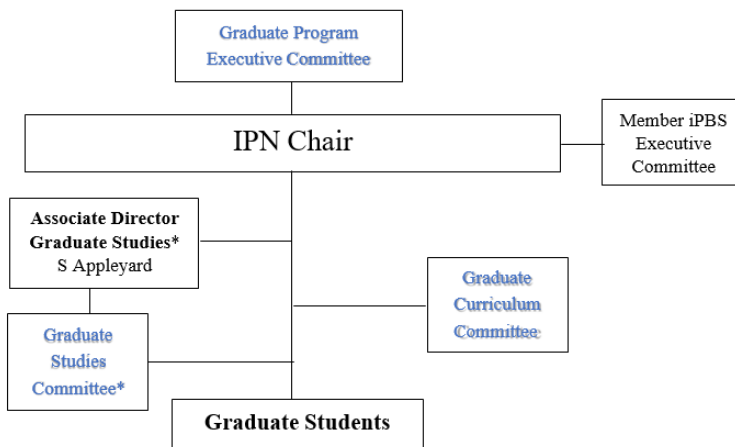 Graduate Program
Executive Committee
IPN Chair
Member iPBS
Executive
Committee
Associate Director
Graduate Studies*
S Appleyard
Graduate
Curriculum
Committee
Graduate
Studies
Committee*
Graduate Students